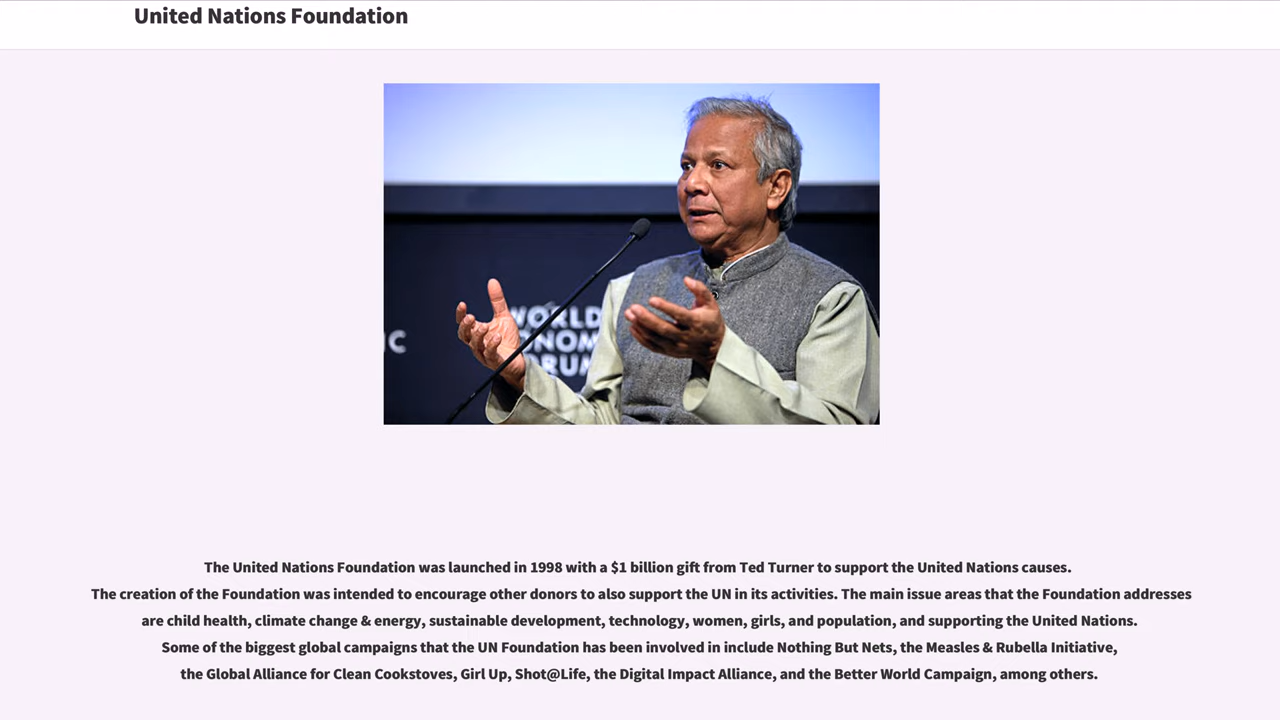 United Nations Foundation
IC
WORLD
ECONOMIC
FORUM
The United Nations Foundation was launched in 1998 with a $1 billion gift from Ted Turner to support the United Nations causes.
The creation of the Foundation was intended to encourage other donors to also support the UN in its activities. The main issue areas that the Foundation addresses
are child health, climate change & energy, sustainable development, technology, women, girls, and population, and supporting the United Nations.
Some of the biggest global campaigns that the UN Foundation has been involved in include Nothing But Nets, the Measles & Rubella Initiative,
the Global Alliance for Clean Cookstoves, Girl Up, Shot@Life, the Digital Impact Alliance, and the Better World Campaign, among others.